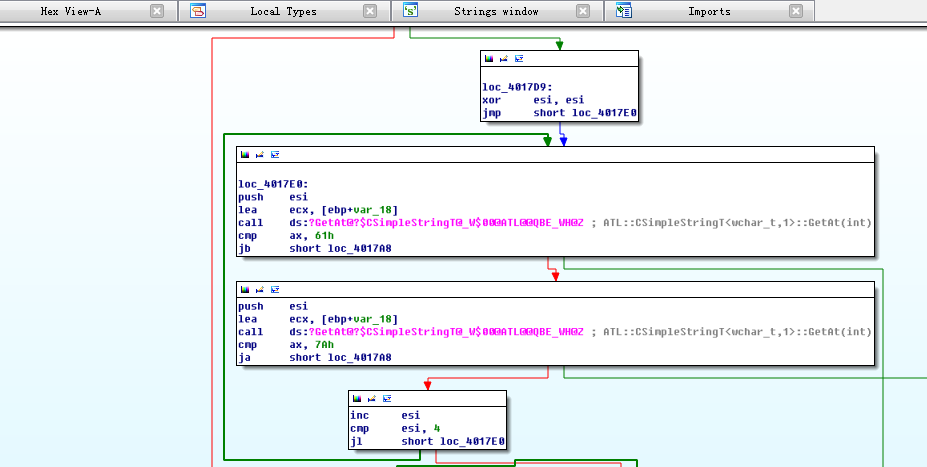 Hex View-A
Local Types
Strings window
Imports
loc_4017D9:
xor     esi, esi
jmp     short loc_4017E0
loc_4017E0:
push    esi
lea     ecx, [ebp+var_18]
call    ds:?GetAt@?$CSimpleStringT@_W$00@ATL@@QBE_WH@Z ; ATL::CSimpleStringT<wchar_t,1>::GetAt(int)
cmp     ax, 61h
jb      short loc_4017A8
push    esi
lea     ecx, [ebp+var_18]
call    ds:?GetAt@?$CSimpleStringT@_W$00@ATL@@QBE_WH@Z ; ATL::CSimpleStringT<wchar_t,1>::GetAt(int)
cmp     ax, 7Ah
ja      short loc_4017A8
inc     esi
cmp     esi, 4
jl      short loc_4017E0